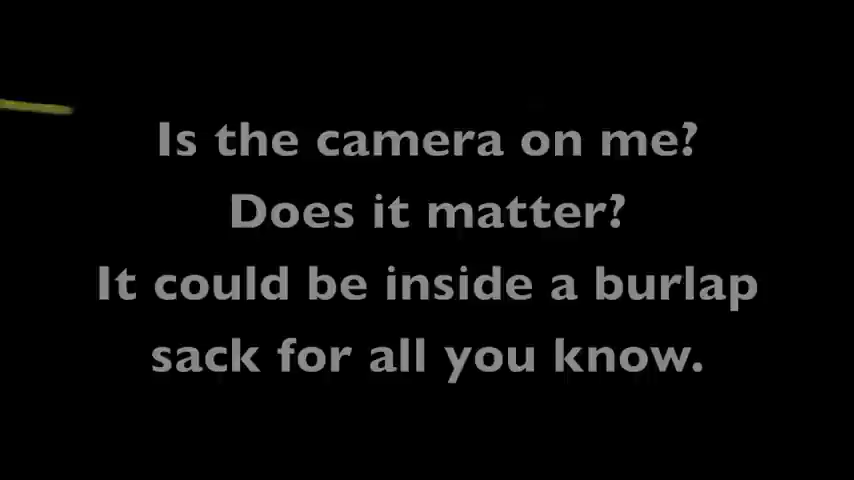 Is the camera on me?
Does it matter?
It could be inside a burlap
sack for all you know.